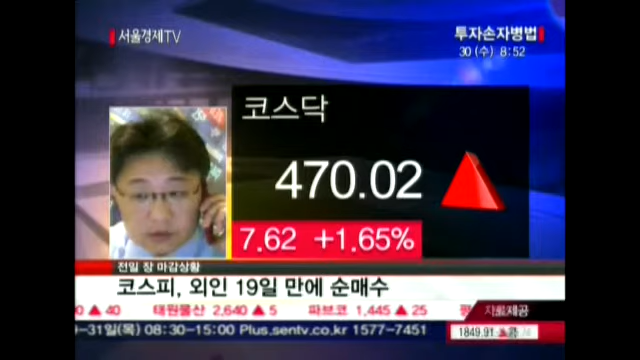 서울경제TV
투자손자병법
30 (수) 8:52
코스닥
470.02
7.62 +1.65%
전일 장 마감상황
코스피, 외인 19일 만에 순매수
40 태원물산 2,640 ▲ 5 파브코 1,445 ▲ 25
자료제공
31일(목) 08:30-15:00 Plus.sentv.co.kr 1577-7451
1849.91